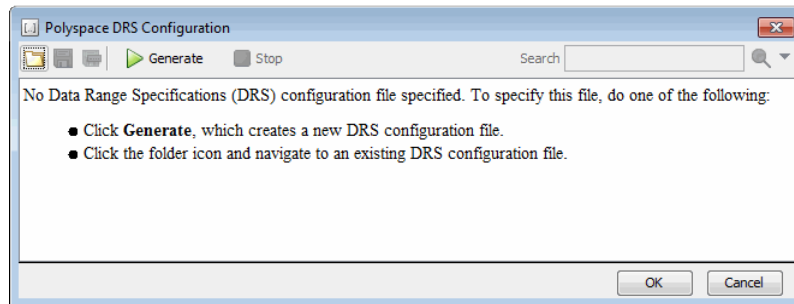 Polyspace DRS Configuration
Generate Stop Search
No Data Range Specifications (DRS) configuration file specified. To specify this file, do one of the following:
Click Generate, which creates a new DRS configuration file.
Click the folder icon and navigate to an existing DRS configuration file.
OK Cancel